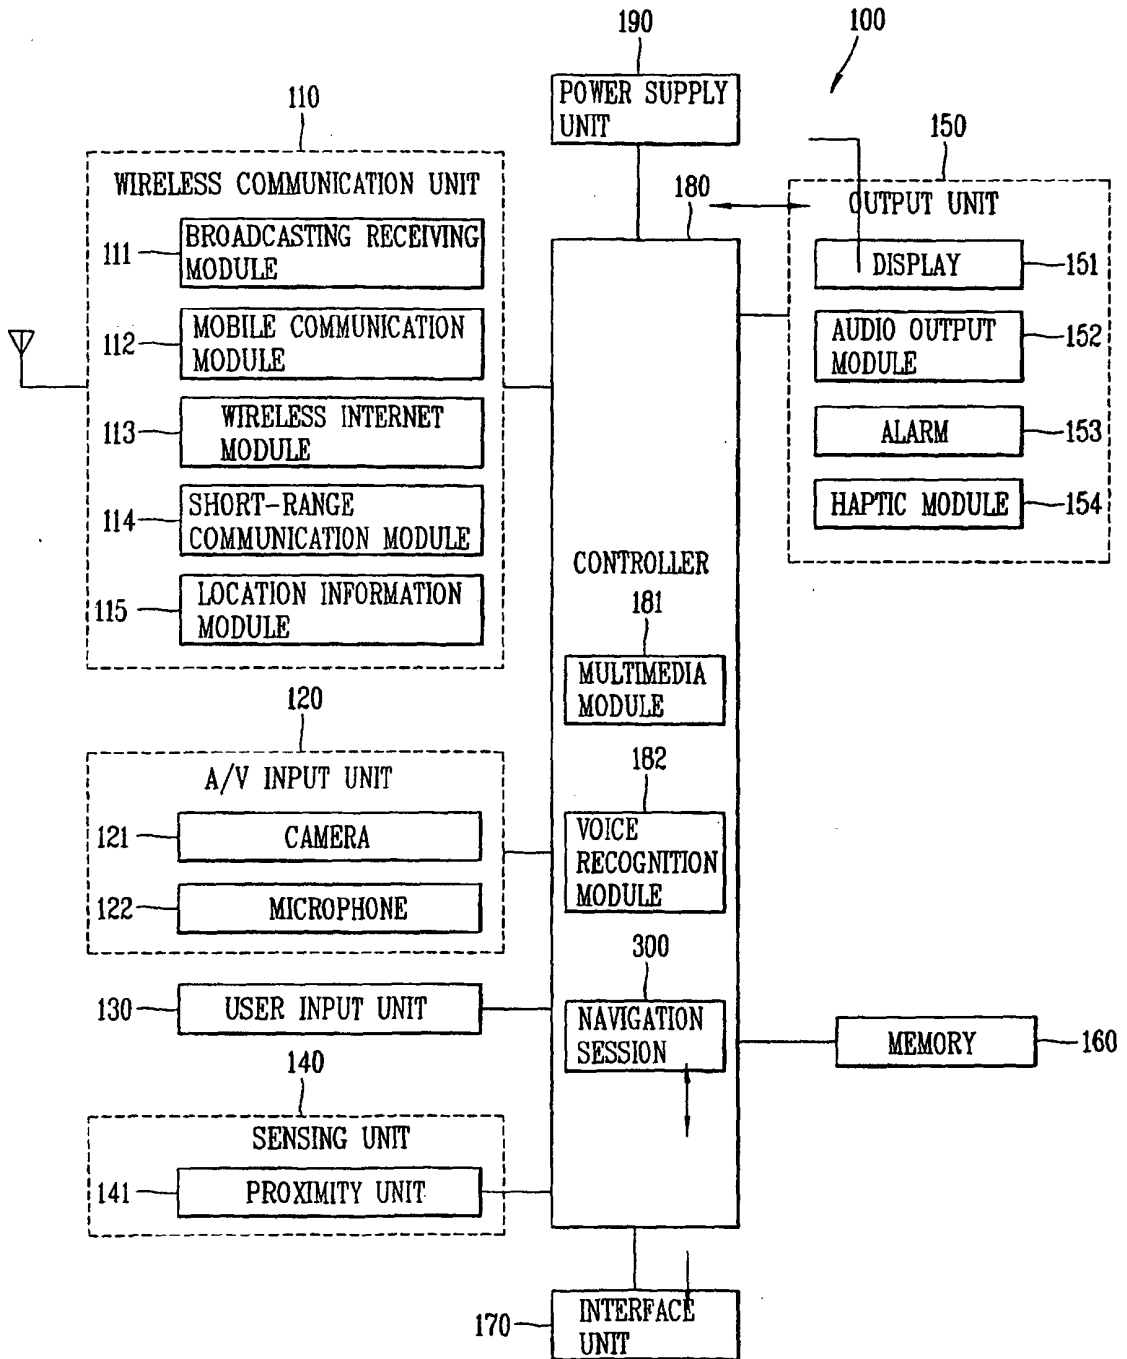 190
100
POWER SUPPLY
UNIT
110
WIRELESS COMMUNICATION UNIT
111
BROADCASTING RECEIVING
MODULE
112
MOBILE COMMUNICATION
MODULE
113
WIRELESS INTERNET
MODULE
114
SHORT-RANGE
COMMUNICATION MODULE
115
LOCATION INFORMATION
MODULE
120
A/V INPUT UNIT
121
CAMERA
122
MICROPHONE
130
USER INPUT UNIT
140
SENSING UNIT
141
PROXIMITY UNIT
180
CONTROLLER
181
MULTIMEDIA
MODULE
182
VOICE
RECOGNITION
MODULE
300
NAVIGATION
SESSION
150
OUTPUT UNIT
DISPLAY
151
AUDIO OUTPUT
MODULE
152
ALARM
153
HAPTIC MODULE
154
MEMORY
160
170
INTERFACE
UNIT